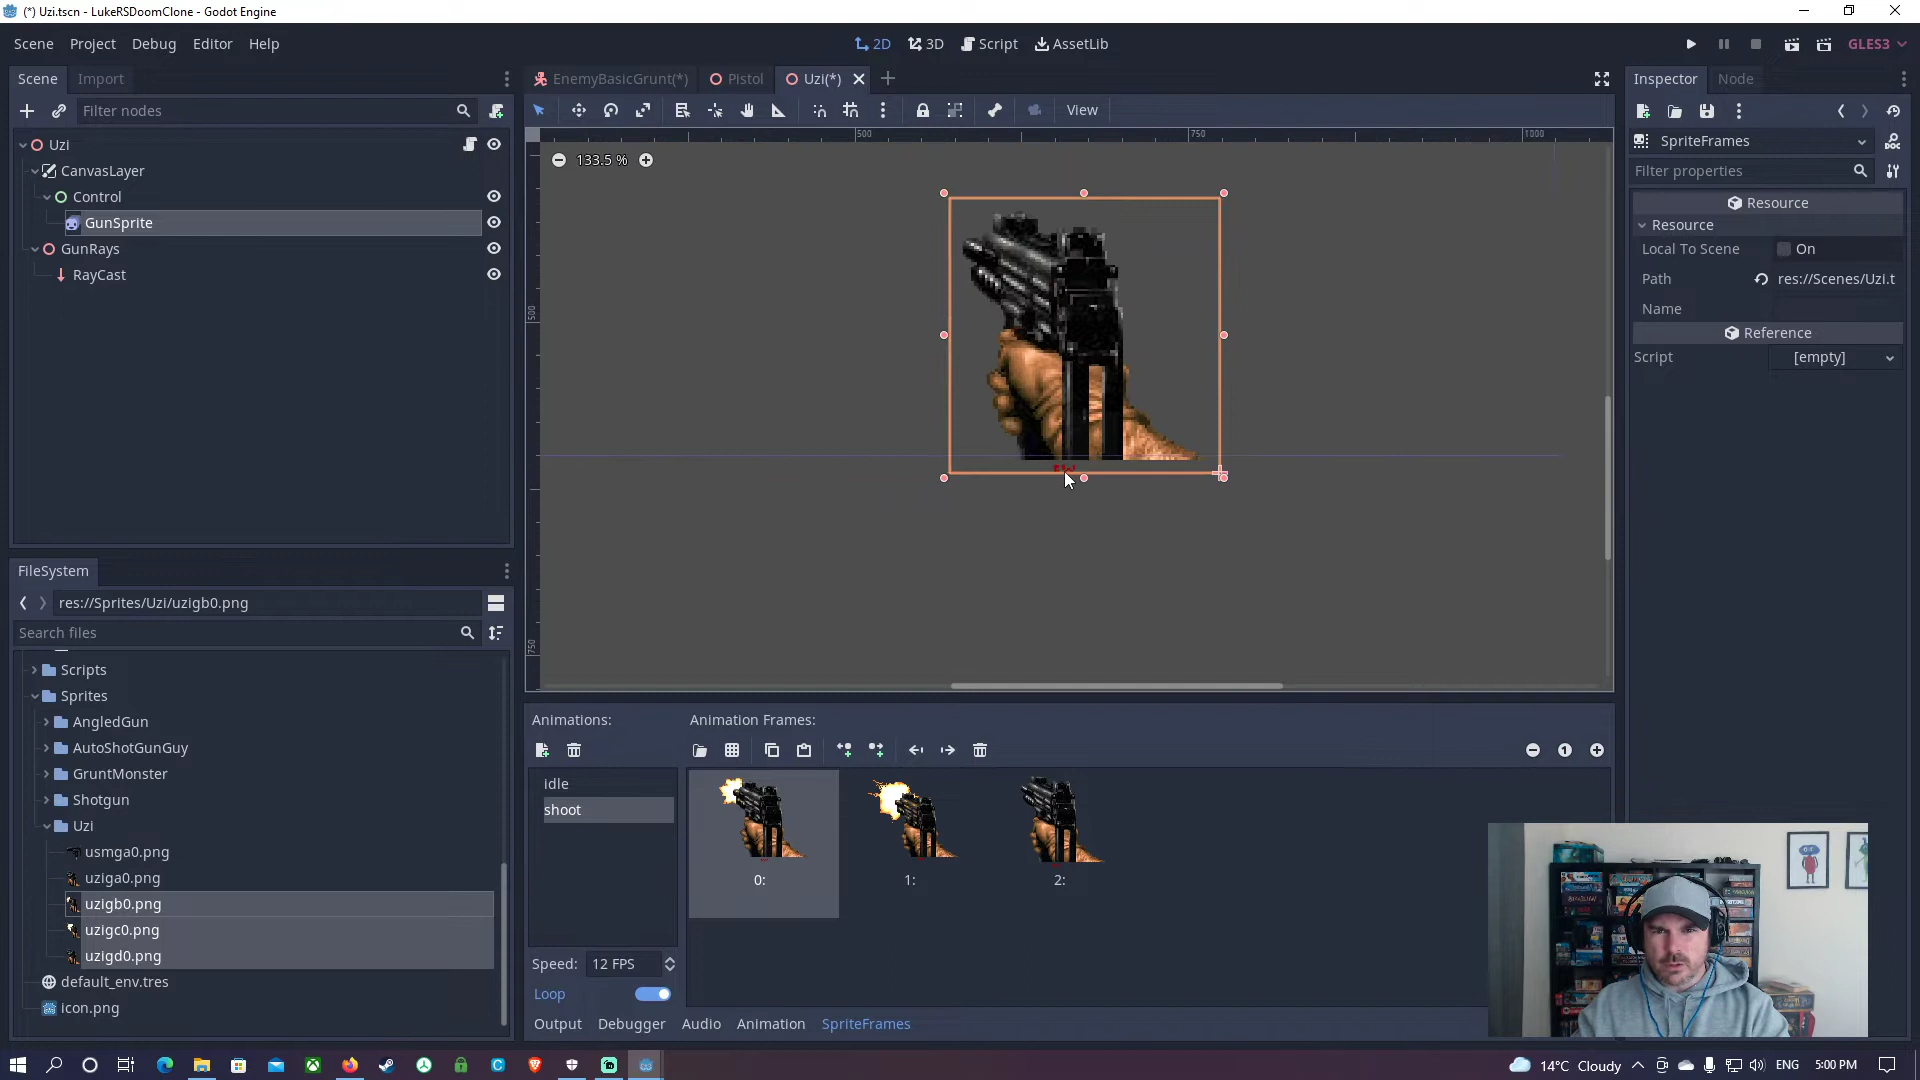 (*) Uzi.tscn - LukeRSDoomClone - Godot Engine
Scene Project Debug Editor Help
2D 3D Script AssetLib
GLES3
Scene Import
EnemyBasicGrunt(*) Pistol Uzi(*)
Inspector Node
Filter nodes
View
SpriteFrames
Filter properties
500 750 1000
133.5 %
Uzi
CanvasLayer
Control
GunSprite
GunRays
RayCast
500
750
Resource
Resource
Local To Scene On
Path res://Scenes/Uzi.t
Name
Reference
Script [empty]
FileSystem
res://Sprites/Uzi/uzigb0.png
Search files
Scripts
Sprites
AngledGun
AutoShotGunGuy
GruntMonster
Shotgun
Uzi
usmga0.png
uziga0.png
uzigb0.png
uzigc0.png
uzigd0.png
default_env.tres
icon.png
Animations: Animation Frames:
idle
shoot
0: 1: 2:
Speed: 12 FPS
Loop
Output Debugger Audio Animation SpriteFrames
14°C Cloudy ENG 5:00 PM